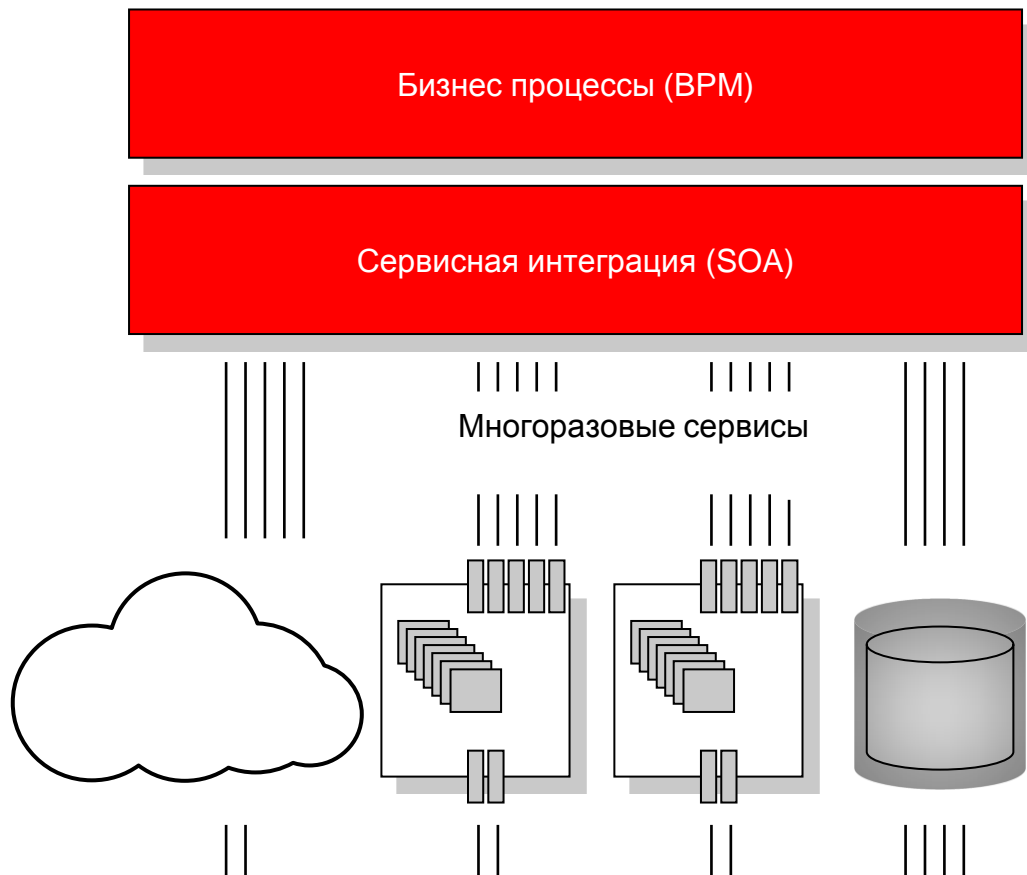 Бизнес процессы (BPM)
Сервисная интеграция (SOA)
Многоразовые сервисы